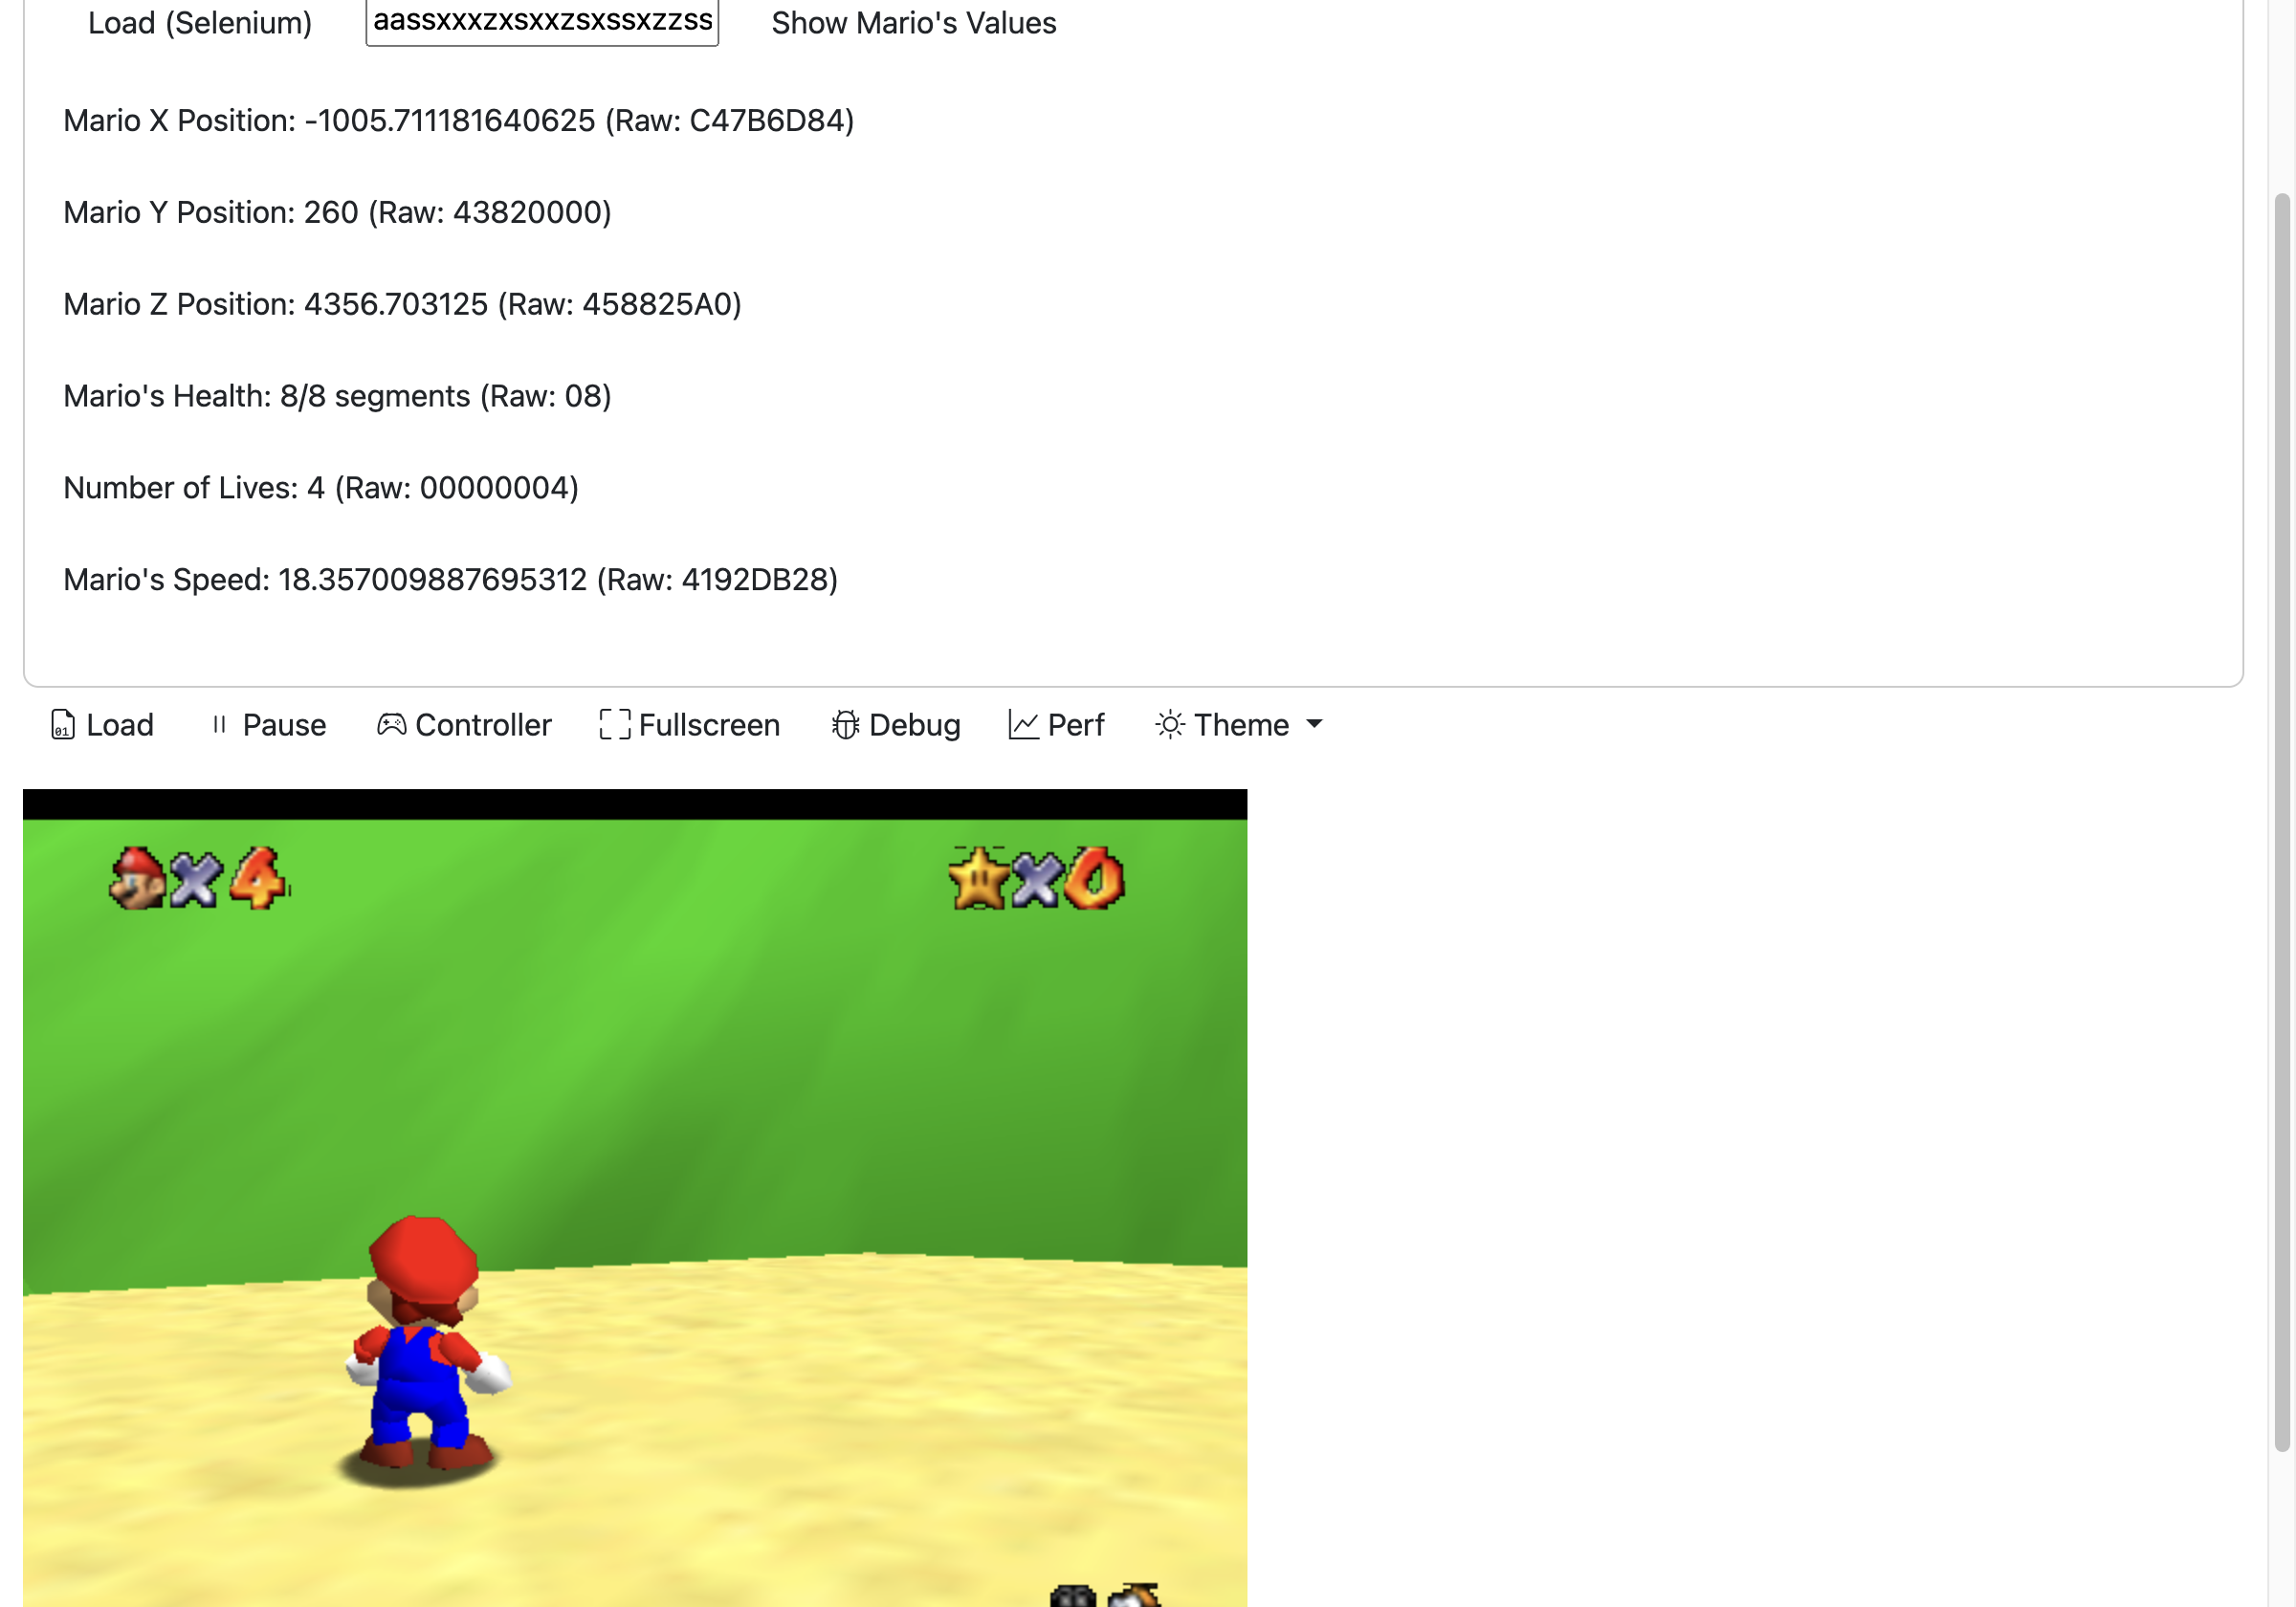 Load (Selenium) aassxxxzxsxxzsxssxzzss Show Mario's Values
Mario X Position: -1005.711181640625 (Raw: C47B6D84)
Mario Y Position: 260 (Raw: 43820000)
Mario Z Position: 4356.703125 (Raw: 458825A0)
Mario's Health: 8/8 segments (Raw: 08)
Number of Lives: 4 (Raw: 00000004)
Mario's Speed: 18.357009887695312 (Raw: 4192DB28)
Load Pause Controller Fullscreen Debug Perf Theme
×4 ×0